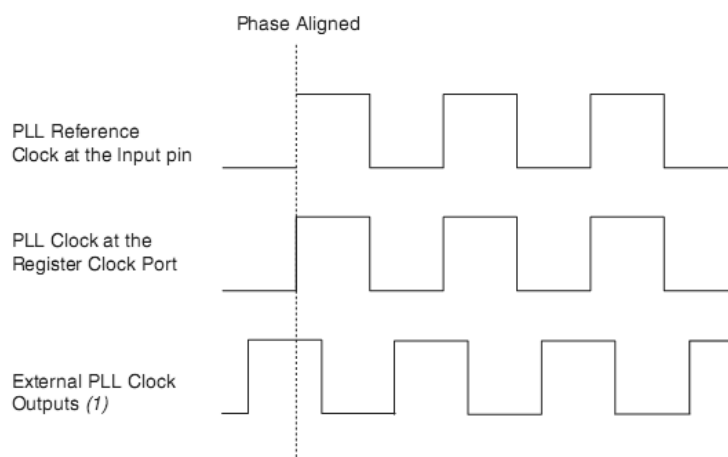 Phase Aligned
PLL Reference
Clock at the Input pin
PLL Clock at the
Register Clock Port
External PLL Clock
Outputs (1)